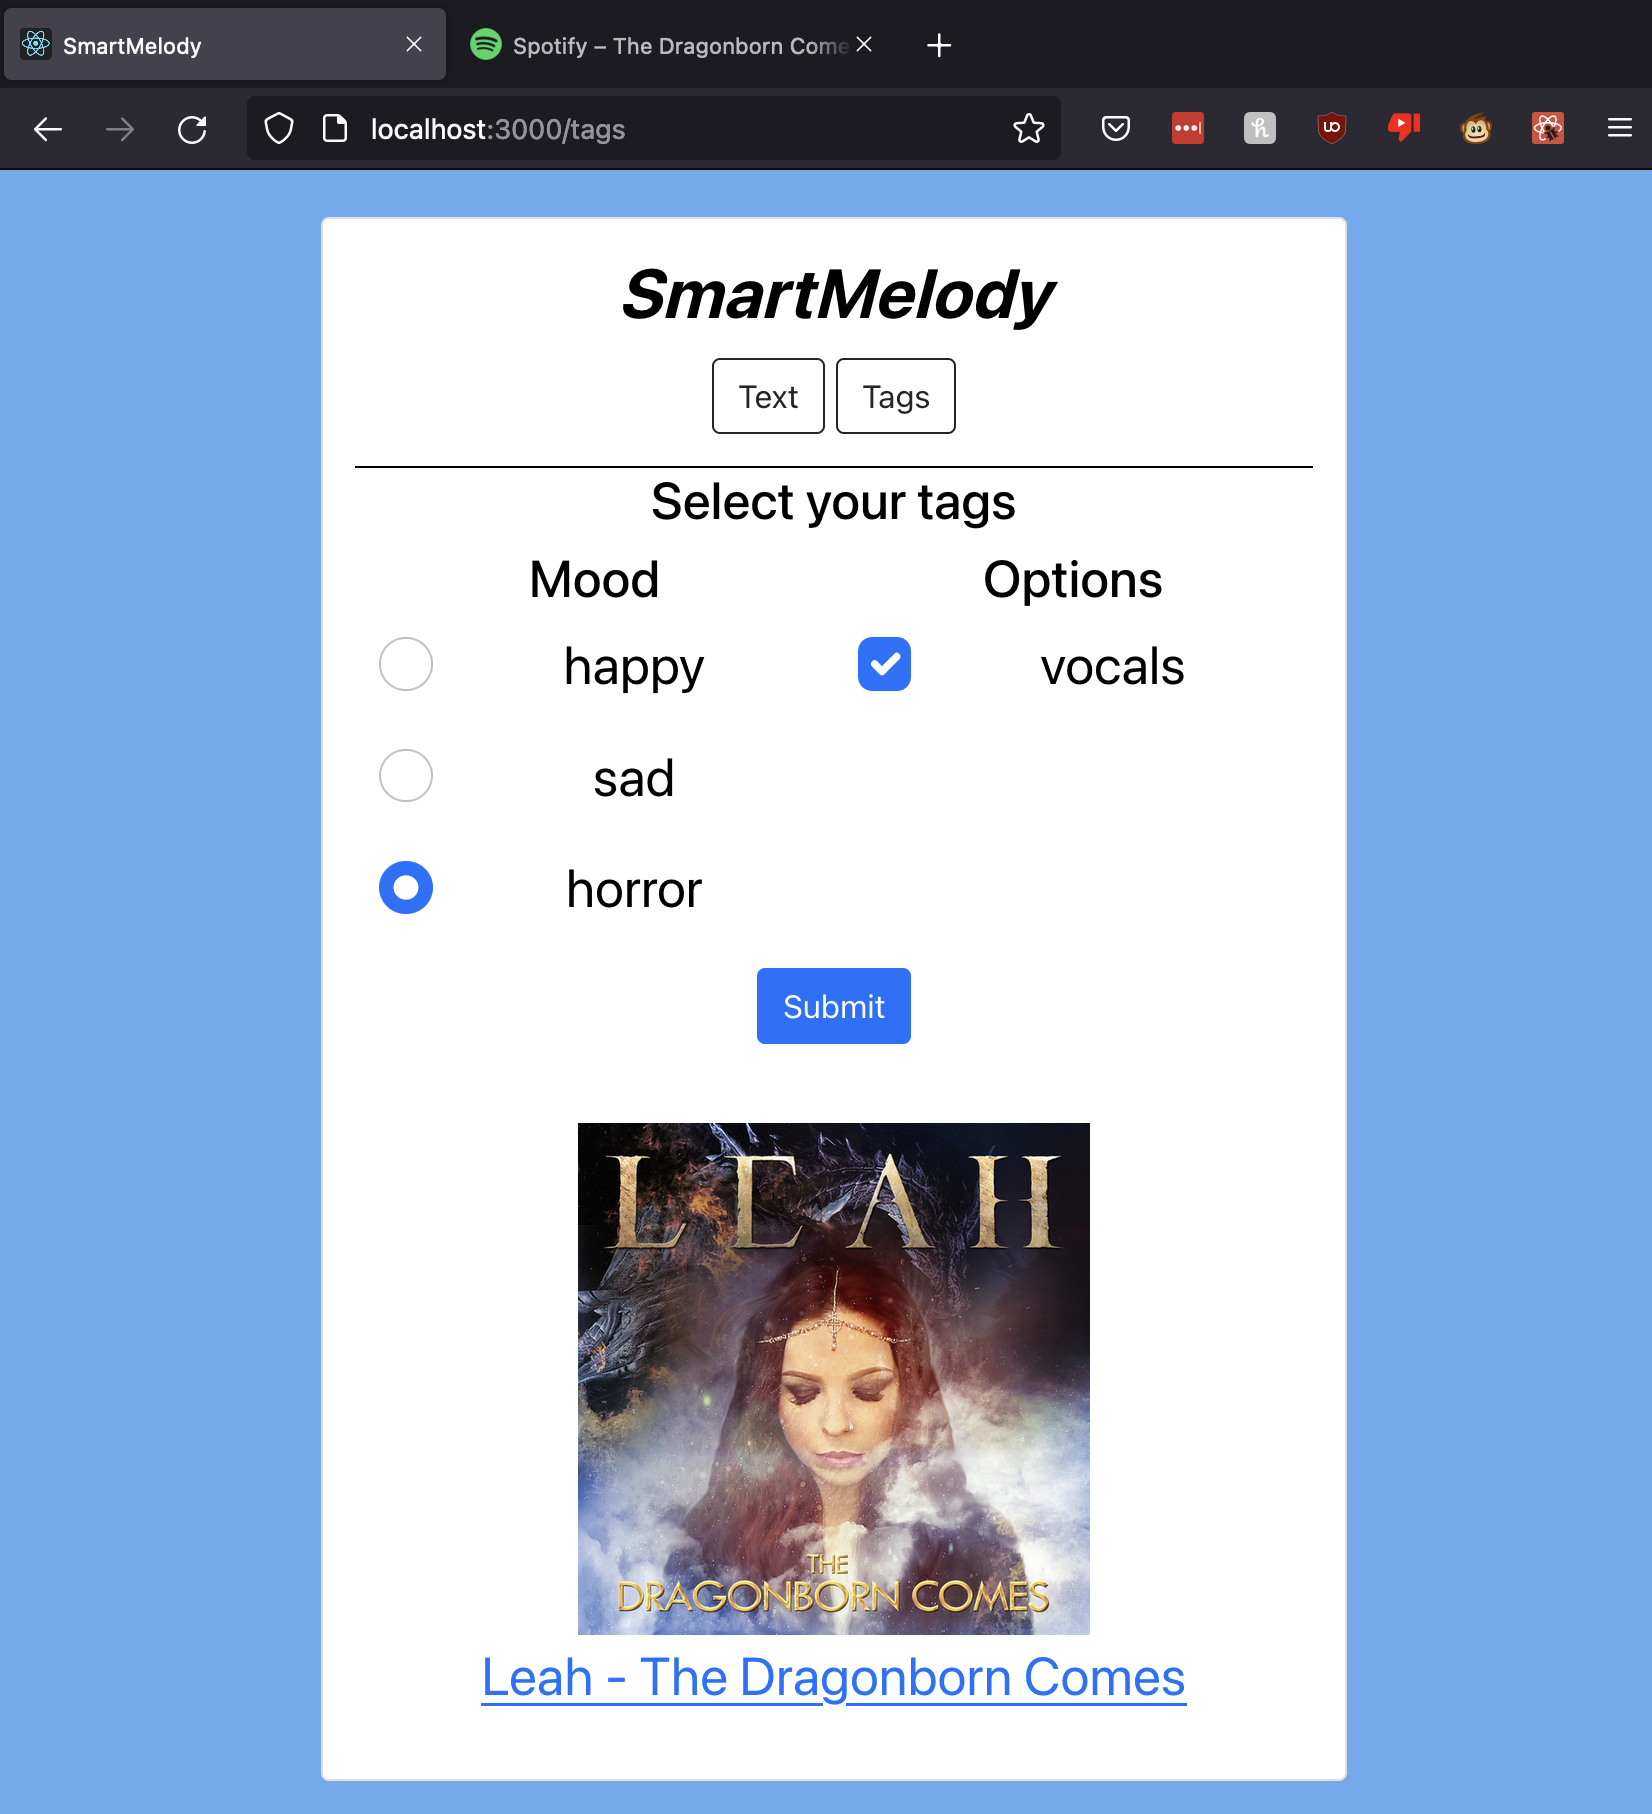 SmartMelody
Spotify – The Dragonborn Come
localhost:3000/tags
SmartMelody
Text Tags
Select your tags
Mood Options
happy vocals
sad
horror
Submit
LEAH
THE
DRAGONBORN COMES
Leah - The Dragonborn Comes